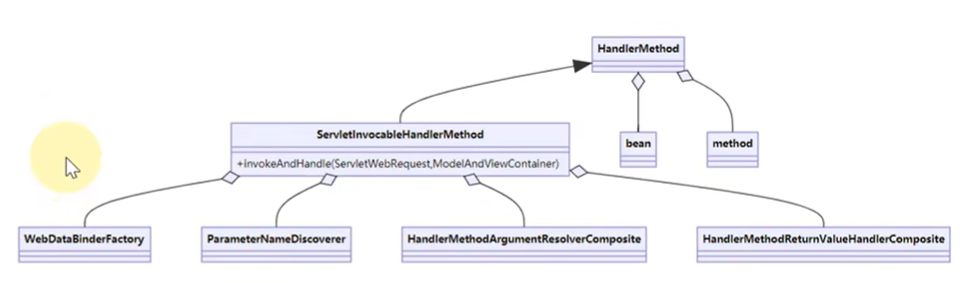 HandlerMethod
ServletInvocableHandlerMethod
bean
method
+invokeAndHandle(ServletWebRequest,ModelAndViewContainer)
WebDataBinderFactory
ParameterNameDiscoverer
HandlerMethodArgumentResolverComposite
HandlerMethodReturnValueHandlerComposite